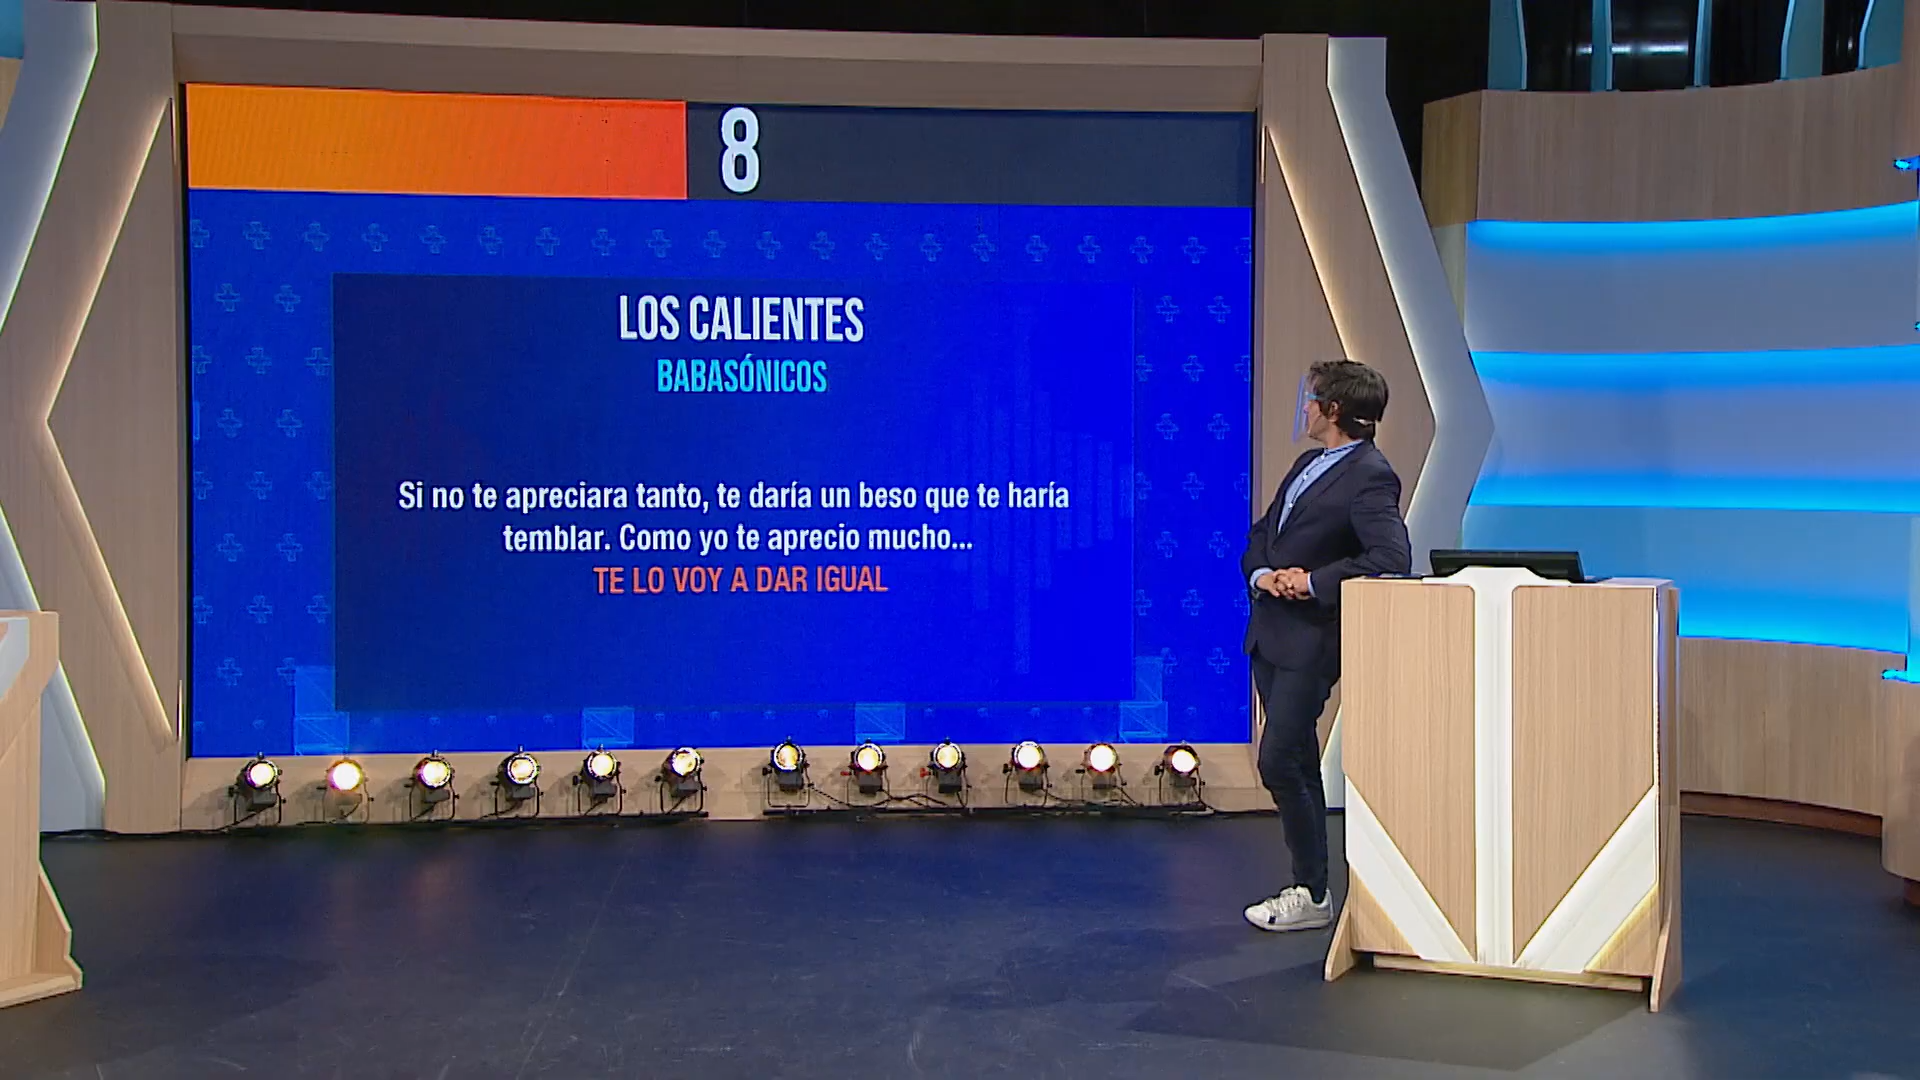 8
LOS CALIENTES
BABASÓNICOS
Si no te apreciara tanto, te daría un beso que te haría
temblar. Como yo te aprecio mucho...
TE LO VOY A DAR IGUAL